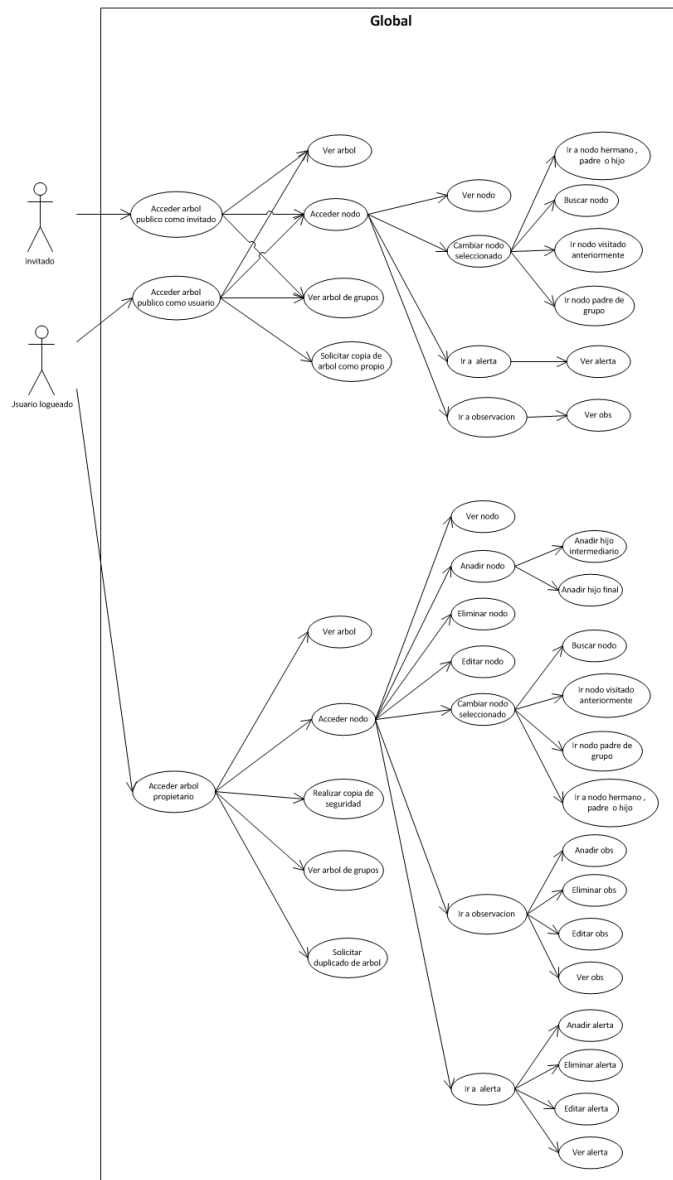 Global
Ver arbol
Ir a nodo hermano ,
padre o hijo
Ver nodo
Buscar nodo
Invitado
Acceder arbol
publico como invitado
Acceder nodo
Cambiar nodo
seleccionado
Ir nodo visitado
anteriormente
Acceder arbol
publico como usuario
Ver arbol de grupos
Ir nodo padre de
grupo
Jsuario logueado
Solicitar copia de
arbol como propio
Ir a alerta
Ver alerta
Ir a observacion
Ver obs
Ver nodo
Anadir nodo
Anadir hijo
intermediario
Anadir hijo final
Eliminar nodo
Ver arbol
Editar nodo
Buscar nodo
Acceder nodo
Cambiar nodo
seleccionado
Ir nodo visitado
anteriormente
Ir nodo padre de
grupo
Acceder arbol
propietario
Realizar copia de
seguridad
Ir a nodo hermano ,
padre o hijo
Ver arbol de grupos
Anadir obs
Eliminar obs
Ir a observacion
Editar obs
Solicitar
duplicado de arbol
Ver obs
Anadir alerta
Eliminar alerta
Ir a alerta
Editar alerta
Ver alerta